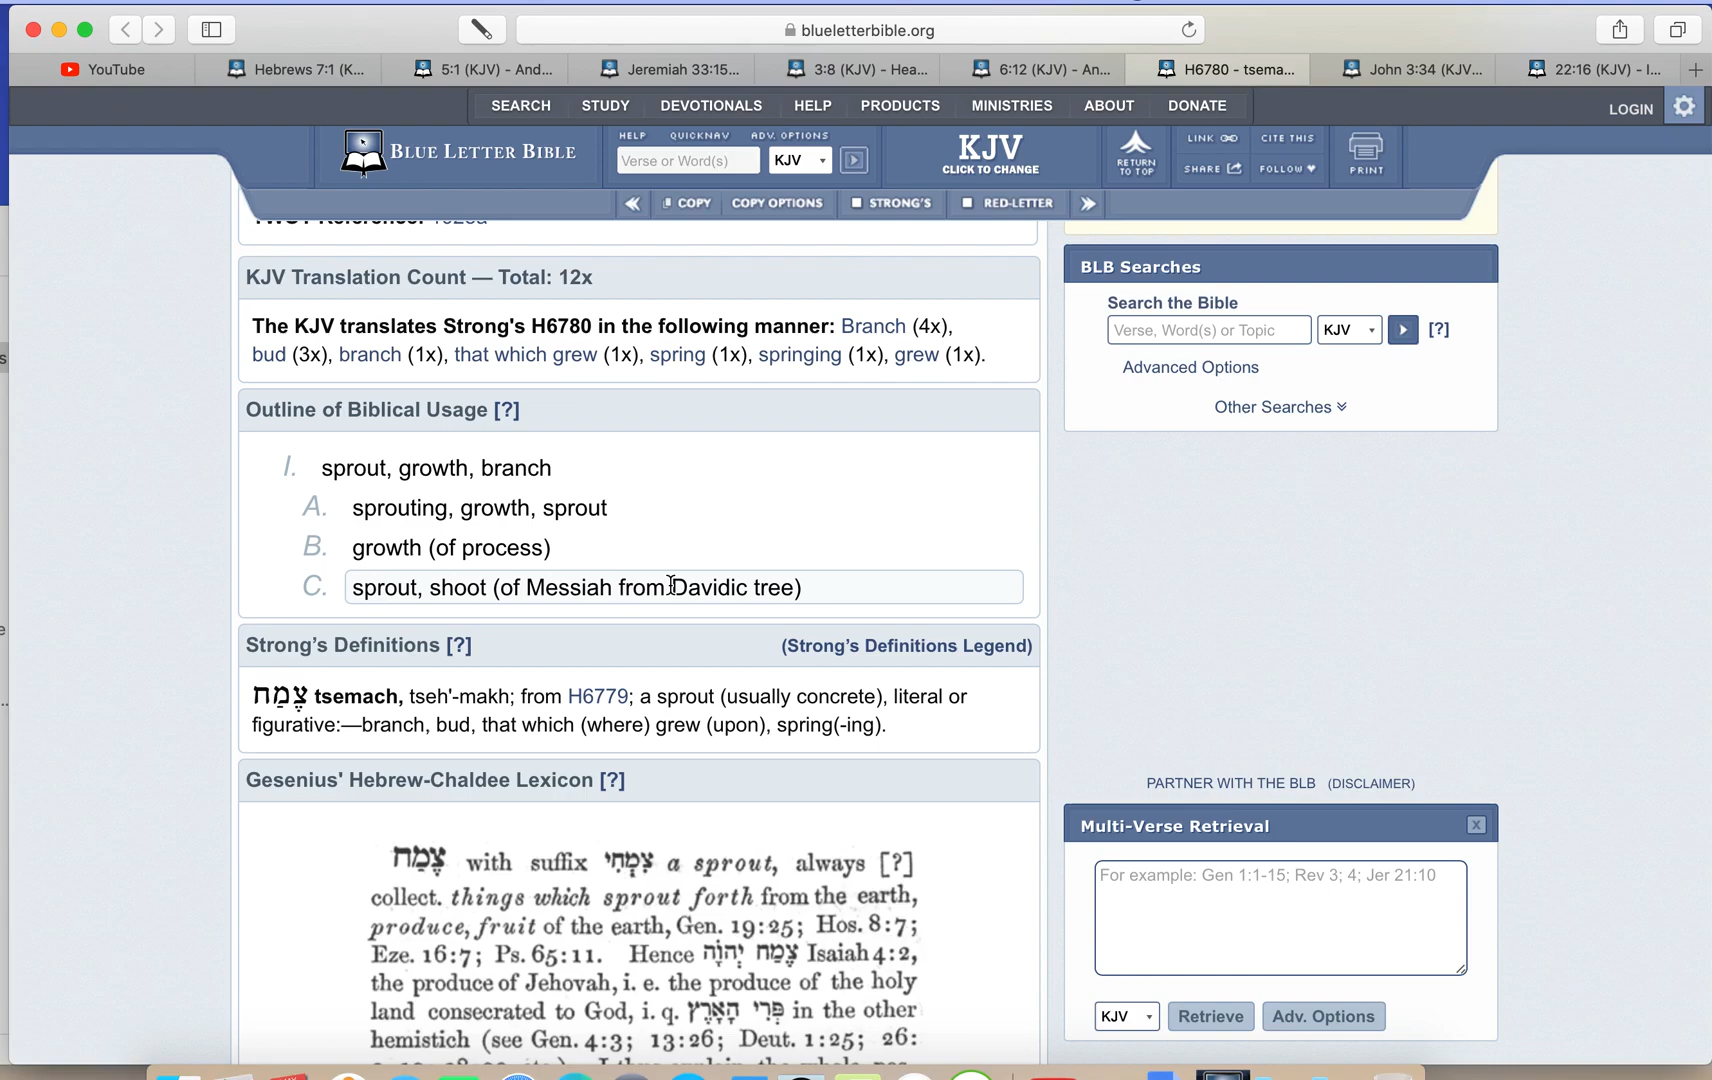 blueletterbible.org
YouTube
Hebrews 7:1 (K...
5:1 (KJV) - And...
Jeremiah 33:15...
3:8 (KJV) - Hea...
6:12 (KJV) - An...
H6780 - tsema...
John 3:34 (KJV...
22:16 (KJV) - I...
SEARCH STUDY DEVOTIONALS HELP PRODUCTS MINISTRIES ABOUT DONATE
LOGIN
BLUE LETTER BIBLE
HELP QUICKNAV ADV. OPTIONS
Verse or Word(s) KJV
KJV
CLICK TO CHANGE
RETURN
TO TOP
LINK CITE THIS
SHARE FOLLOW
PRINT
COPY COPY OPTIONS STRONG'S RED-LETTER
KJV Translation Count — Total: 12x
The KJV translates Strong's H6780 in the following manner: Branch (4x),
bud (3x), branch (1x), that which grew (1x), spring (1x), springing (1x), grew (1x).
Outline of Biblical Usage [?]
I. sprout, growth, branch
A. sprouting, growth, sprout
B. growth (of process)
C. sprout, shoot (of Messiah from Davidic tree)
Strong's Definitions [?] (Strong's Definitions Legend)
צֶמַח tsemach, tseh'-makh; from H6779; a sprout (usually concrete), literal or
figurative:—branch, bud, that which (where) grew (upon), spring(-ing).
Gesenius' Hebrew-Chaldee Lexicon [?]
צֶמַח with suffix צִמְחִי a sprout, always [?]
collect. things which sprout forth from the earth,
produce, fruit of the earth, Gen. 19:25; Hos. 8:7;
Eze. 16:7; Ps. 65:11. Hence צֶמַח יְהוָֹה Isaiah 4:2,
the produce of Jehovah, i. e. the produce of the holy
land consecrated to God, i. q. פְּרִי הָאָרֶץ in the other
hemistich (see Gen. 4:3; 13:26; Deut. 1:25; 26:
BLB Searches
Search the Bible
Verse, Word(s) or Topic KJV [?]
Advanced Options
Other Searches
PARTNER WITH THE BLB (DISCLAIMER)
Multi-Verse Retrieval X
For example: Gen 1:1-15; Rev 3; 4; Jer 21:10
KJV Retrieve Adv. Options